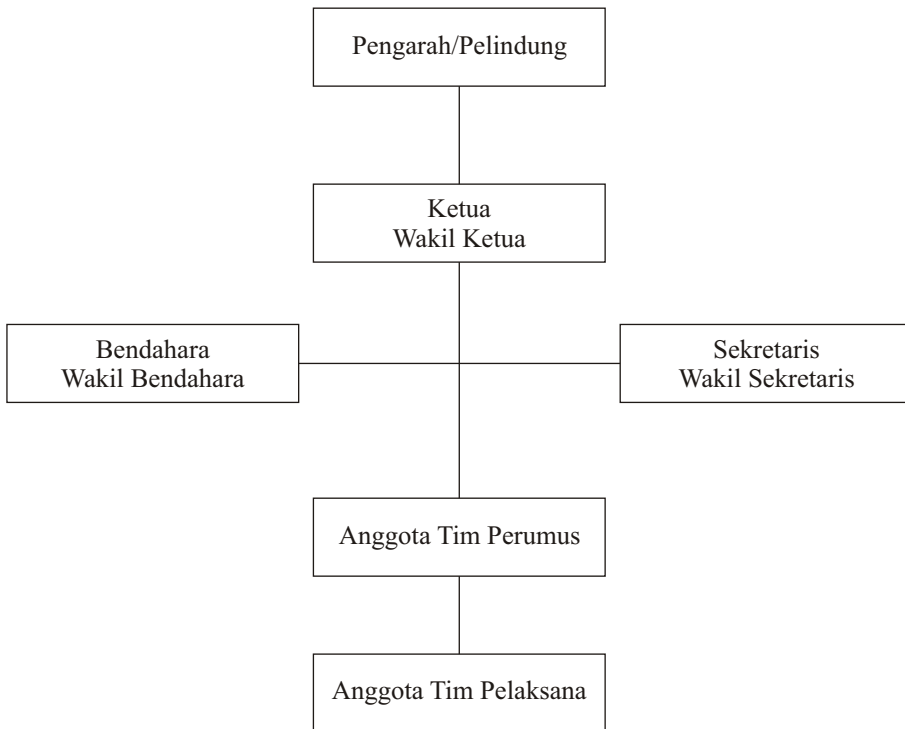 Pengarah/Pelindung
Ketua
Wakil Ketua
Bendahara
Wakil Bendahara
Sekretaris
Wakil Sekretaris
Anggota Tim Perumus
Anggota Tim Pelaksana